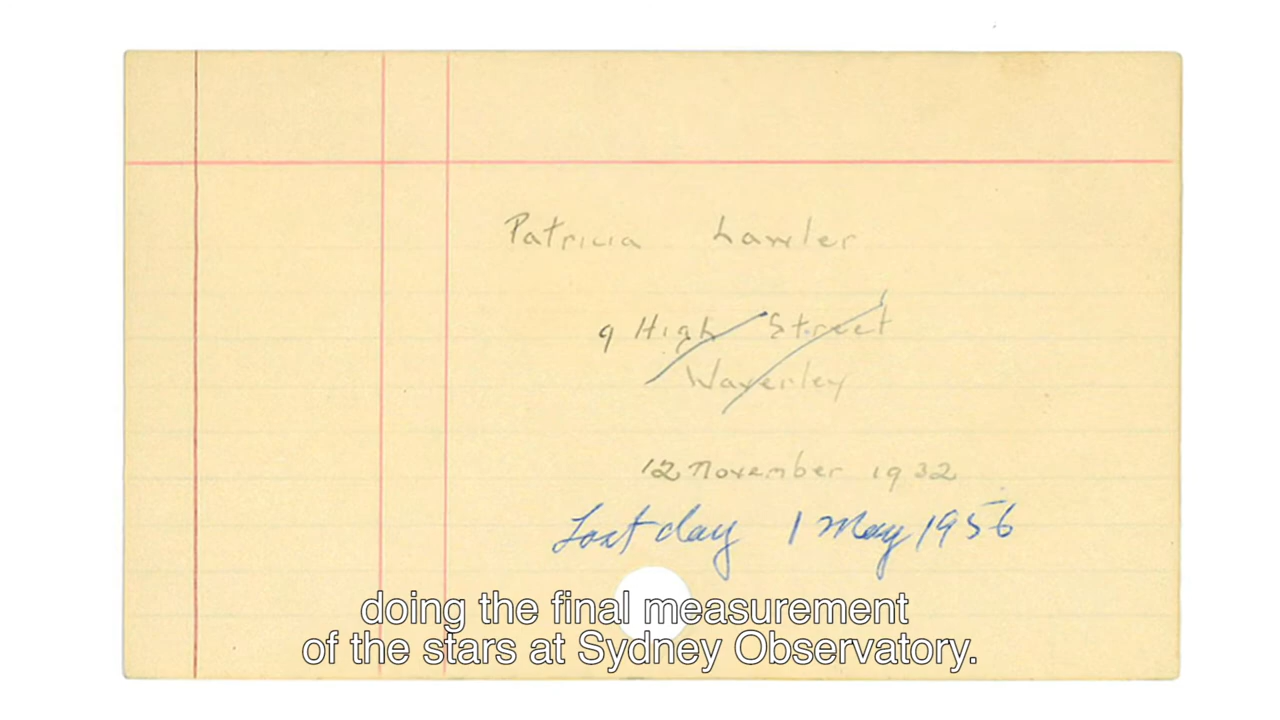 Patricia Lawler
9 High Street
Waverley
12 November 1932
Last day 1 May 1956
doing the final measurement
of the stars at Sydney Observatory.